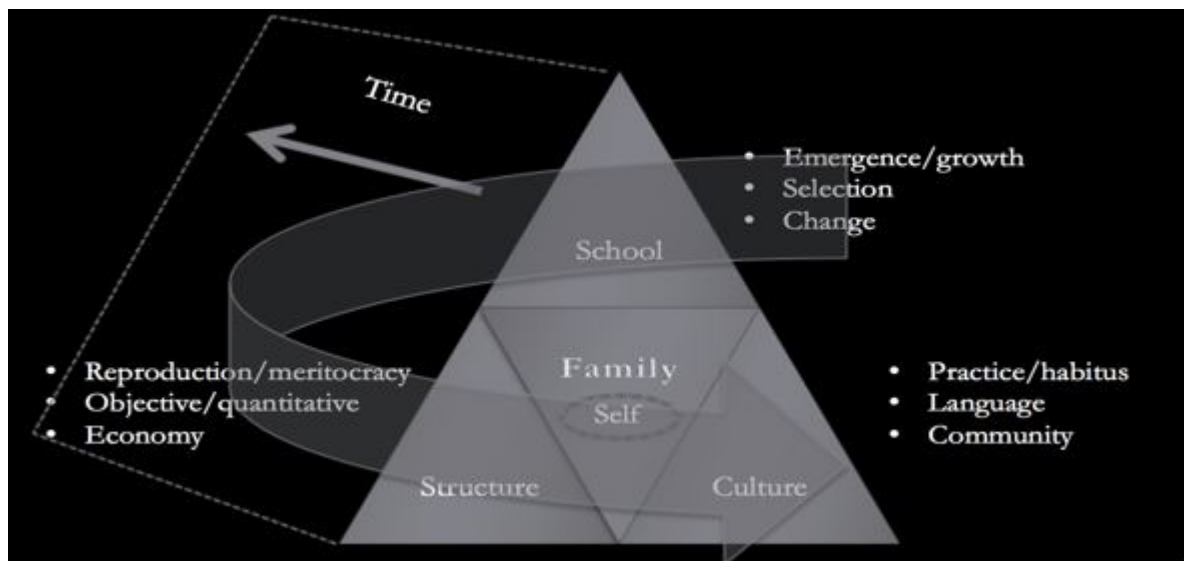 Time
• Emergence/growth
• Selection
• Change
School
• Reproduction/meritocracy
• Objective/quantitative
• Economy
Family
Self
• Practice/habitus
• Language
• Community
Structure
Culture